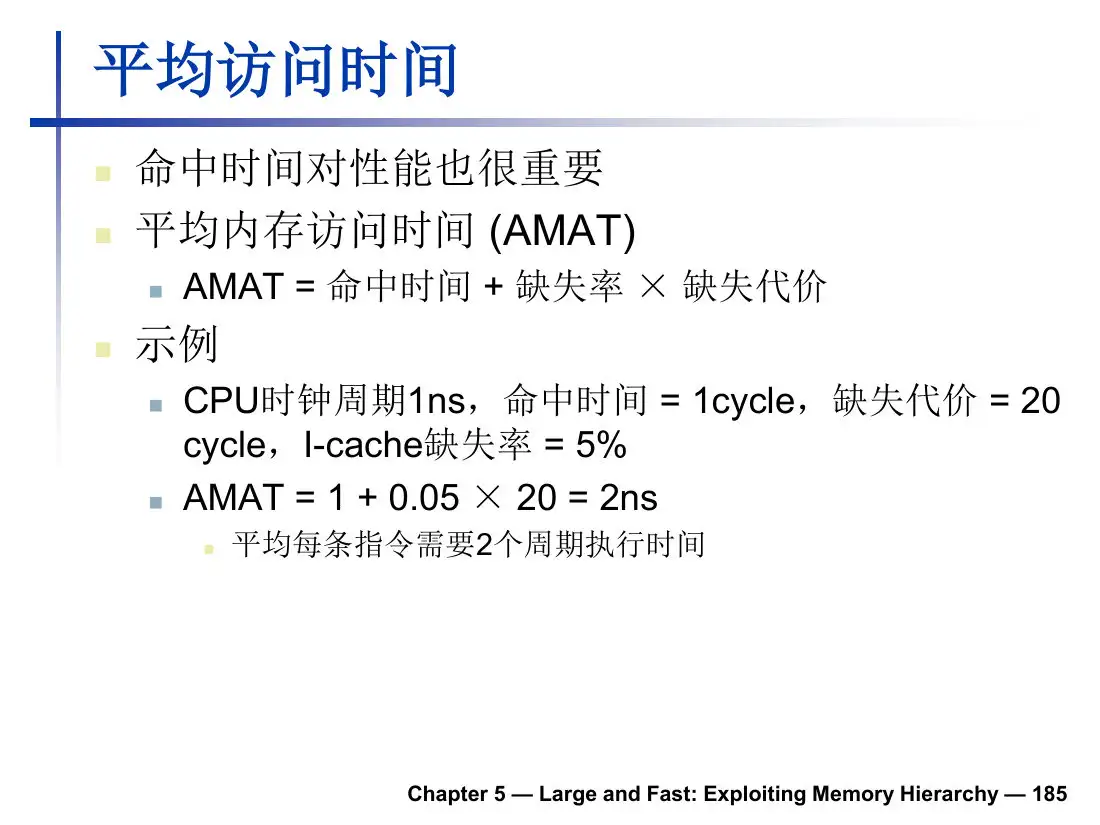 平均访问时间
命中时间对性能也很重要
平均内存访问时间 (AMAT)
AMAT = 命中时间 + 缺失率 × 缺失代价
示例
CPU时钟周期1ns，命中时间 = 1cycle，缺失代价 = 20
cycle，I-cache缺失率 = 5%
AMAT = 1 + 0.05 × 20 = 2ns
平均每条指令需要2个周期执行时间
Chapter 5 — Large and Fast: Exploiting Memory Hierarchy — 185